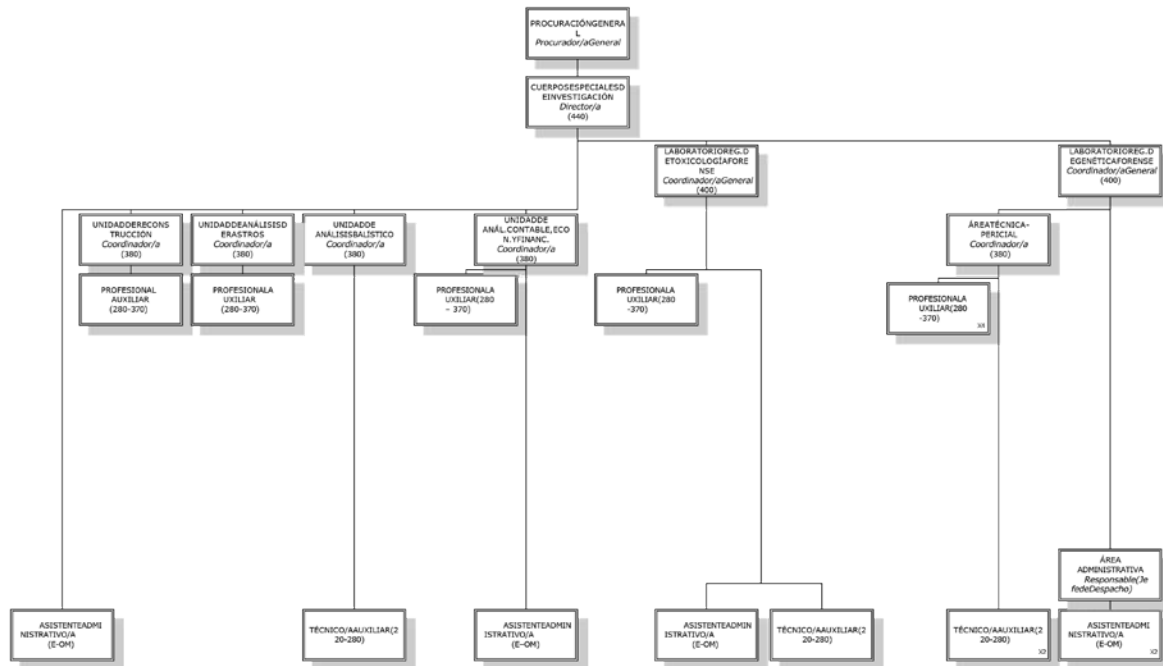 PROCURACIÓNGENERA
L
Procurador/aGeneral
CUERPOSESPECIALESD
EINVESTIGACIÓN
Director/a
(440)
LABORATORIOREG.D
ETOXICOLOGÍAFORE
NSE
Coordinador/aGeneral
(400)
LABORATORIOREG.D
EGENÉTICAFORENSE
Coordinador/aGeneral
(400)
UNIDADDERECONS
TRUCCIÓN
Coordinador/a
(380)
UNIDADDEANÁLISISD
ERASTROS
Coordinador/a
(380)
UNIDADDE
ANÁLISISBALÍSTICO
Coordinador/a
(380)
UNIDADDE
ANÁL.CONTABLE,ECO
N.YFINANC.
Coordinador/a
(380)
ÁREATÉCNICA-
PERICIAL
Coordinador/a
(380)
PROFESIONAL
AUXILIAR
(280-370)
PROFESIONALA
UXILIAR
(280-370)
PROFESIONALA
UXILIAR(280
– 370)
PROFESIONALA
UXILIAR(280
-370)
PROFESIONALA
UXILIAR(280
-370)
X4
ÁREA
ADMINISTRATIVA
Responsable(Je
fedeDespacho)
ASISTENTEADMI
NISTRATIVO/A
(E-OM)
TÉCNICO/AAUXILIAR(2
20-280)
ASISTENTEADMIN
ISTRATIVO/A
(E–OM)
ASISTENTEADMIN
ISTRATIVO/A
(E-OM)
TÉCNICO/AAUXILIAR(2
20-280)
TÉCNICO/AAUXILIAR(2
20-280)
X2
ASISTENTEADMI
NISTRATIVO/A
(E-OM)
X2